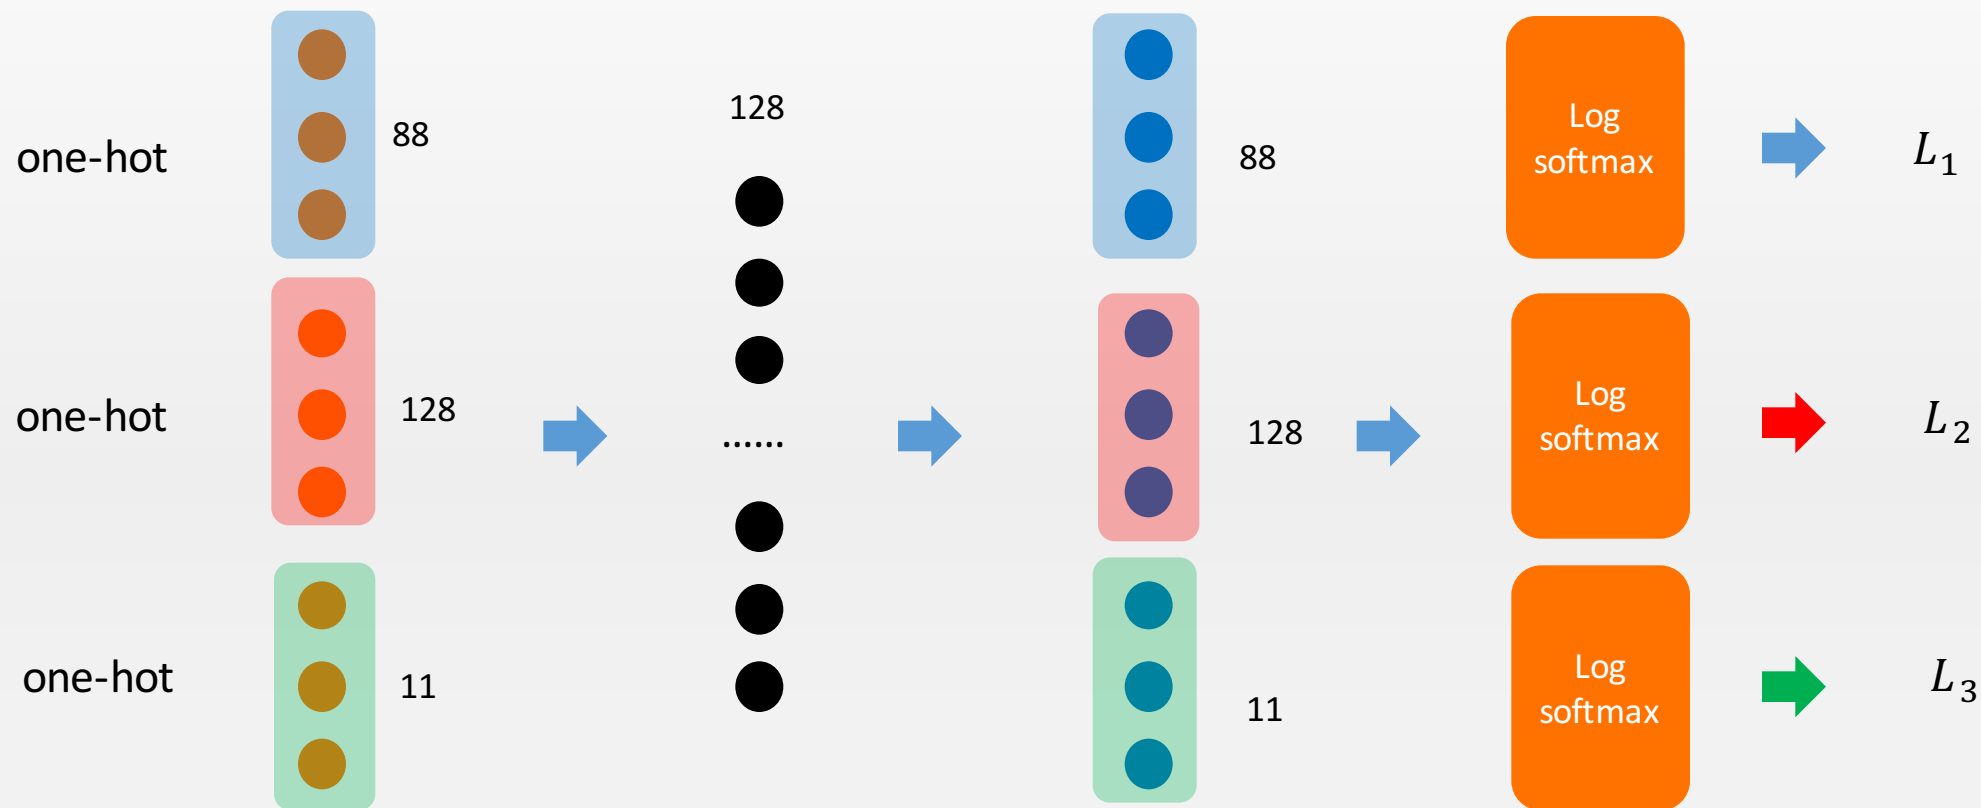 one-hot
88
128
88
Log
softmax
L₁
one-hot
128
......
128
Log
softmax
L₂
one-hot
11
11
Log
softmax
L₃